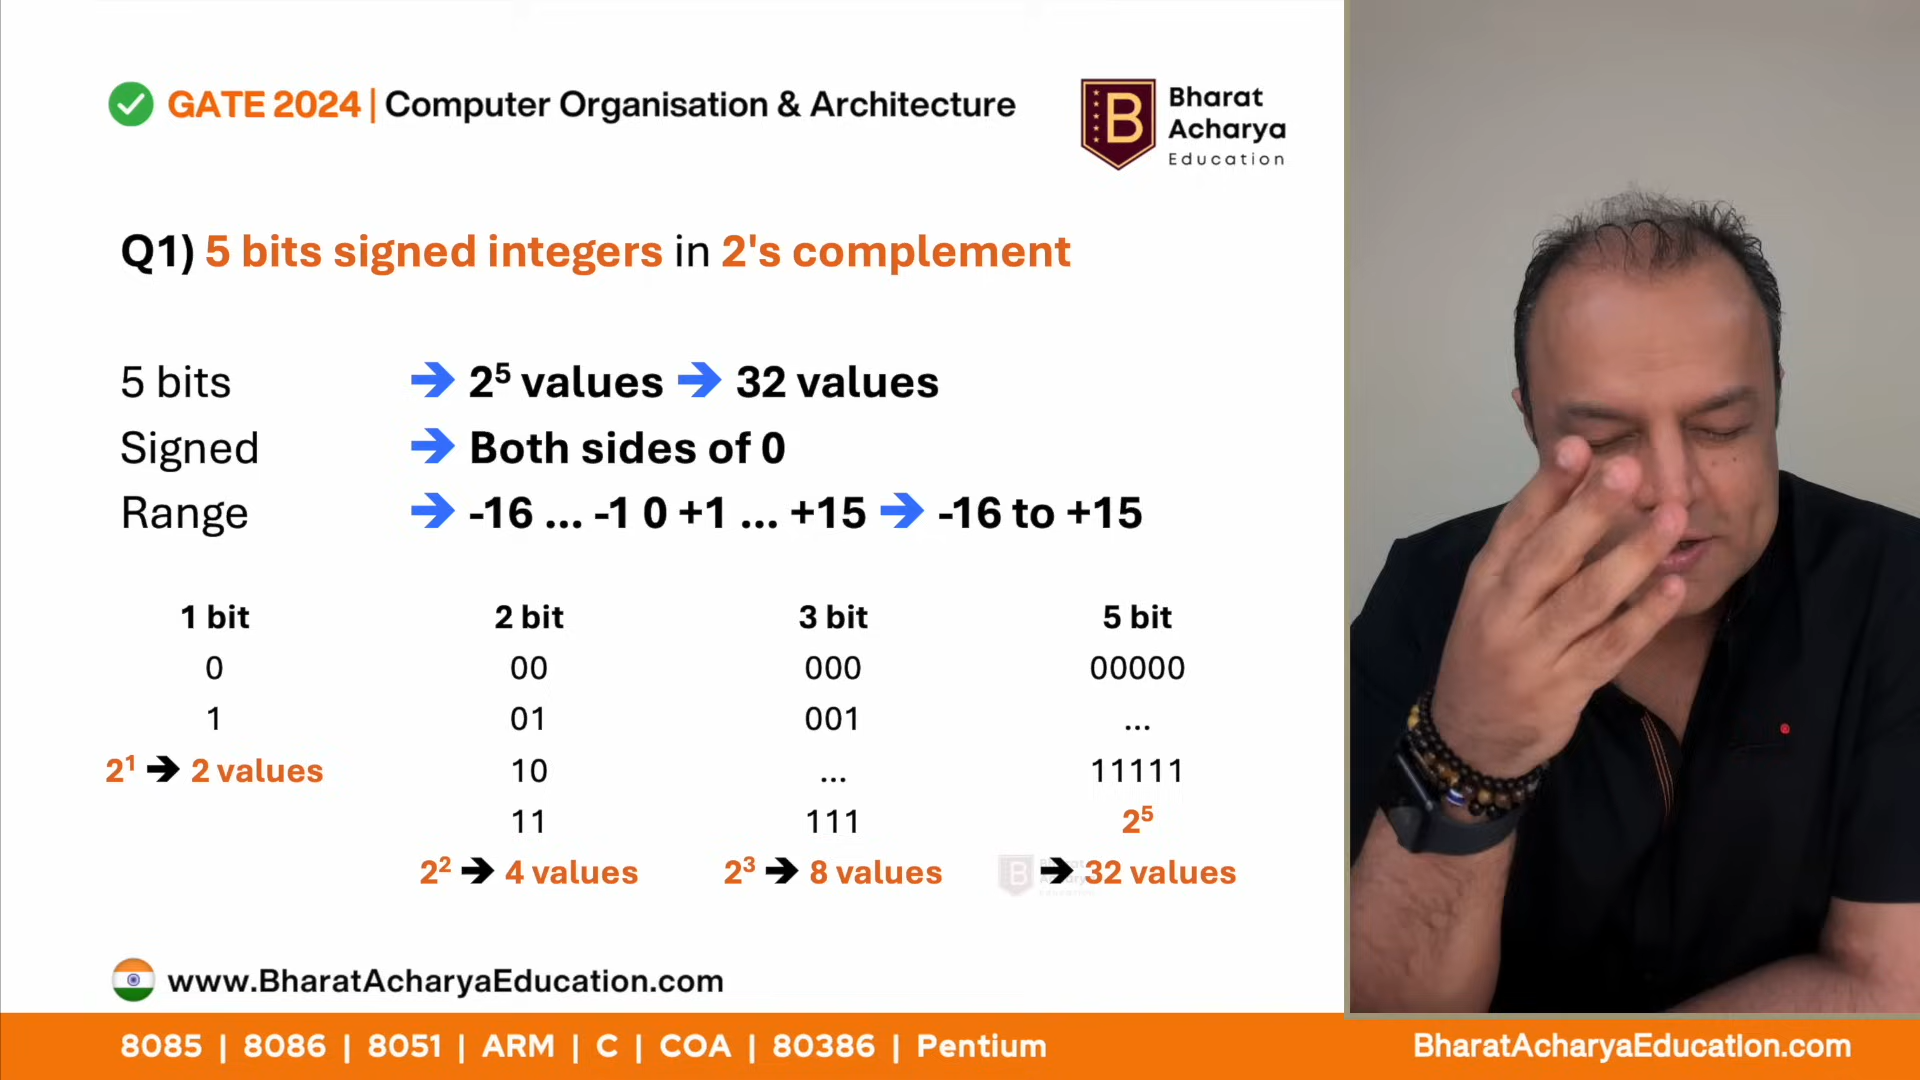 GATE 2024 | Computer Organisation & Architecture
B
Bharat
Acharya
Education
Q1) 5 bits signed integers in 2's complement
5 bits ➔ 2⁵ values ➔ 32 values
Signed ➔ Both sides of 0
Range ➔ -16 ... -1 0 +1 ... +15 ➔ -16 to +15
1 bit 2 bit 3 bit 5 bit
0 00 000 00000
1 01 001 ...
2¹ ➔ 2 values 10 ... 11111
11 111 2⁵
2² ➔ 4 values 2³ ➔ 8 values ➔ 32 values
www.BharatAcharyaEducation.com
8085 | 8086 | 8051 | ARM | C | COA | 80386 | Pentium
BharatAcharyaEducation.com